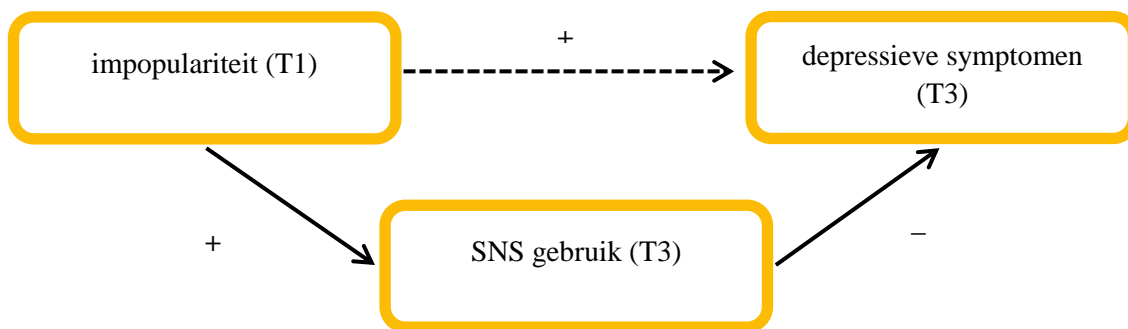 +
impopulariteit (T1)
depressieve symptomen
(T3)
+
SNS gebruik (T3)
–